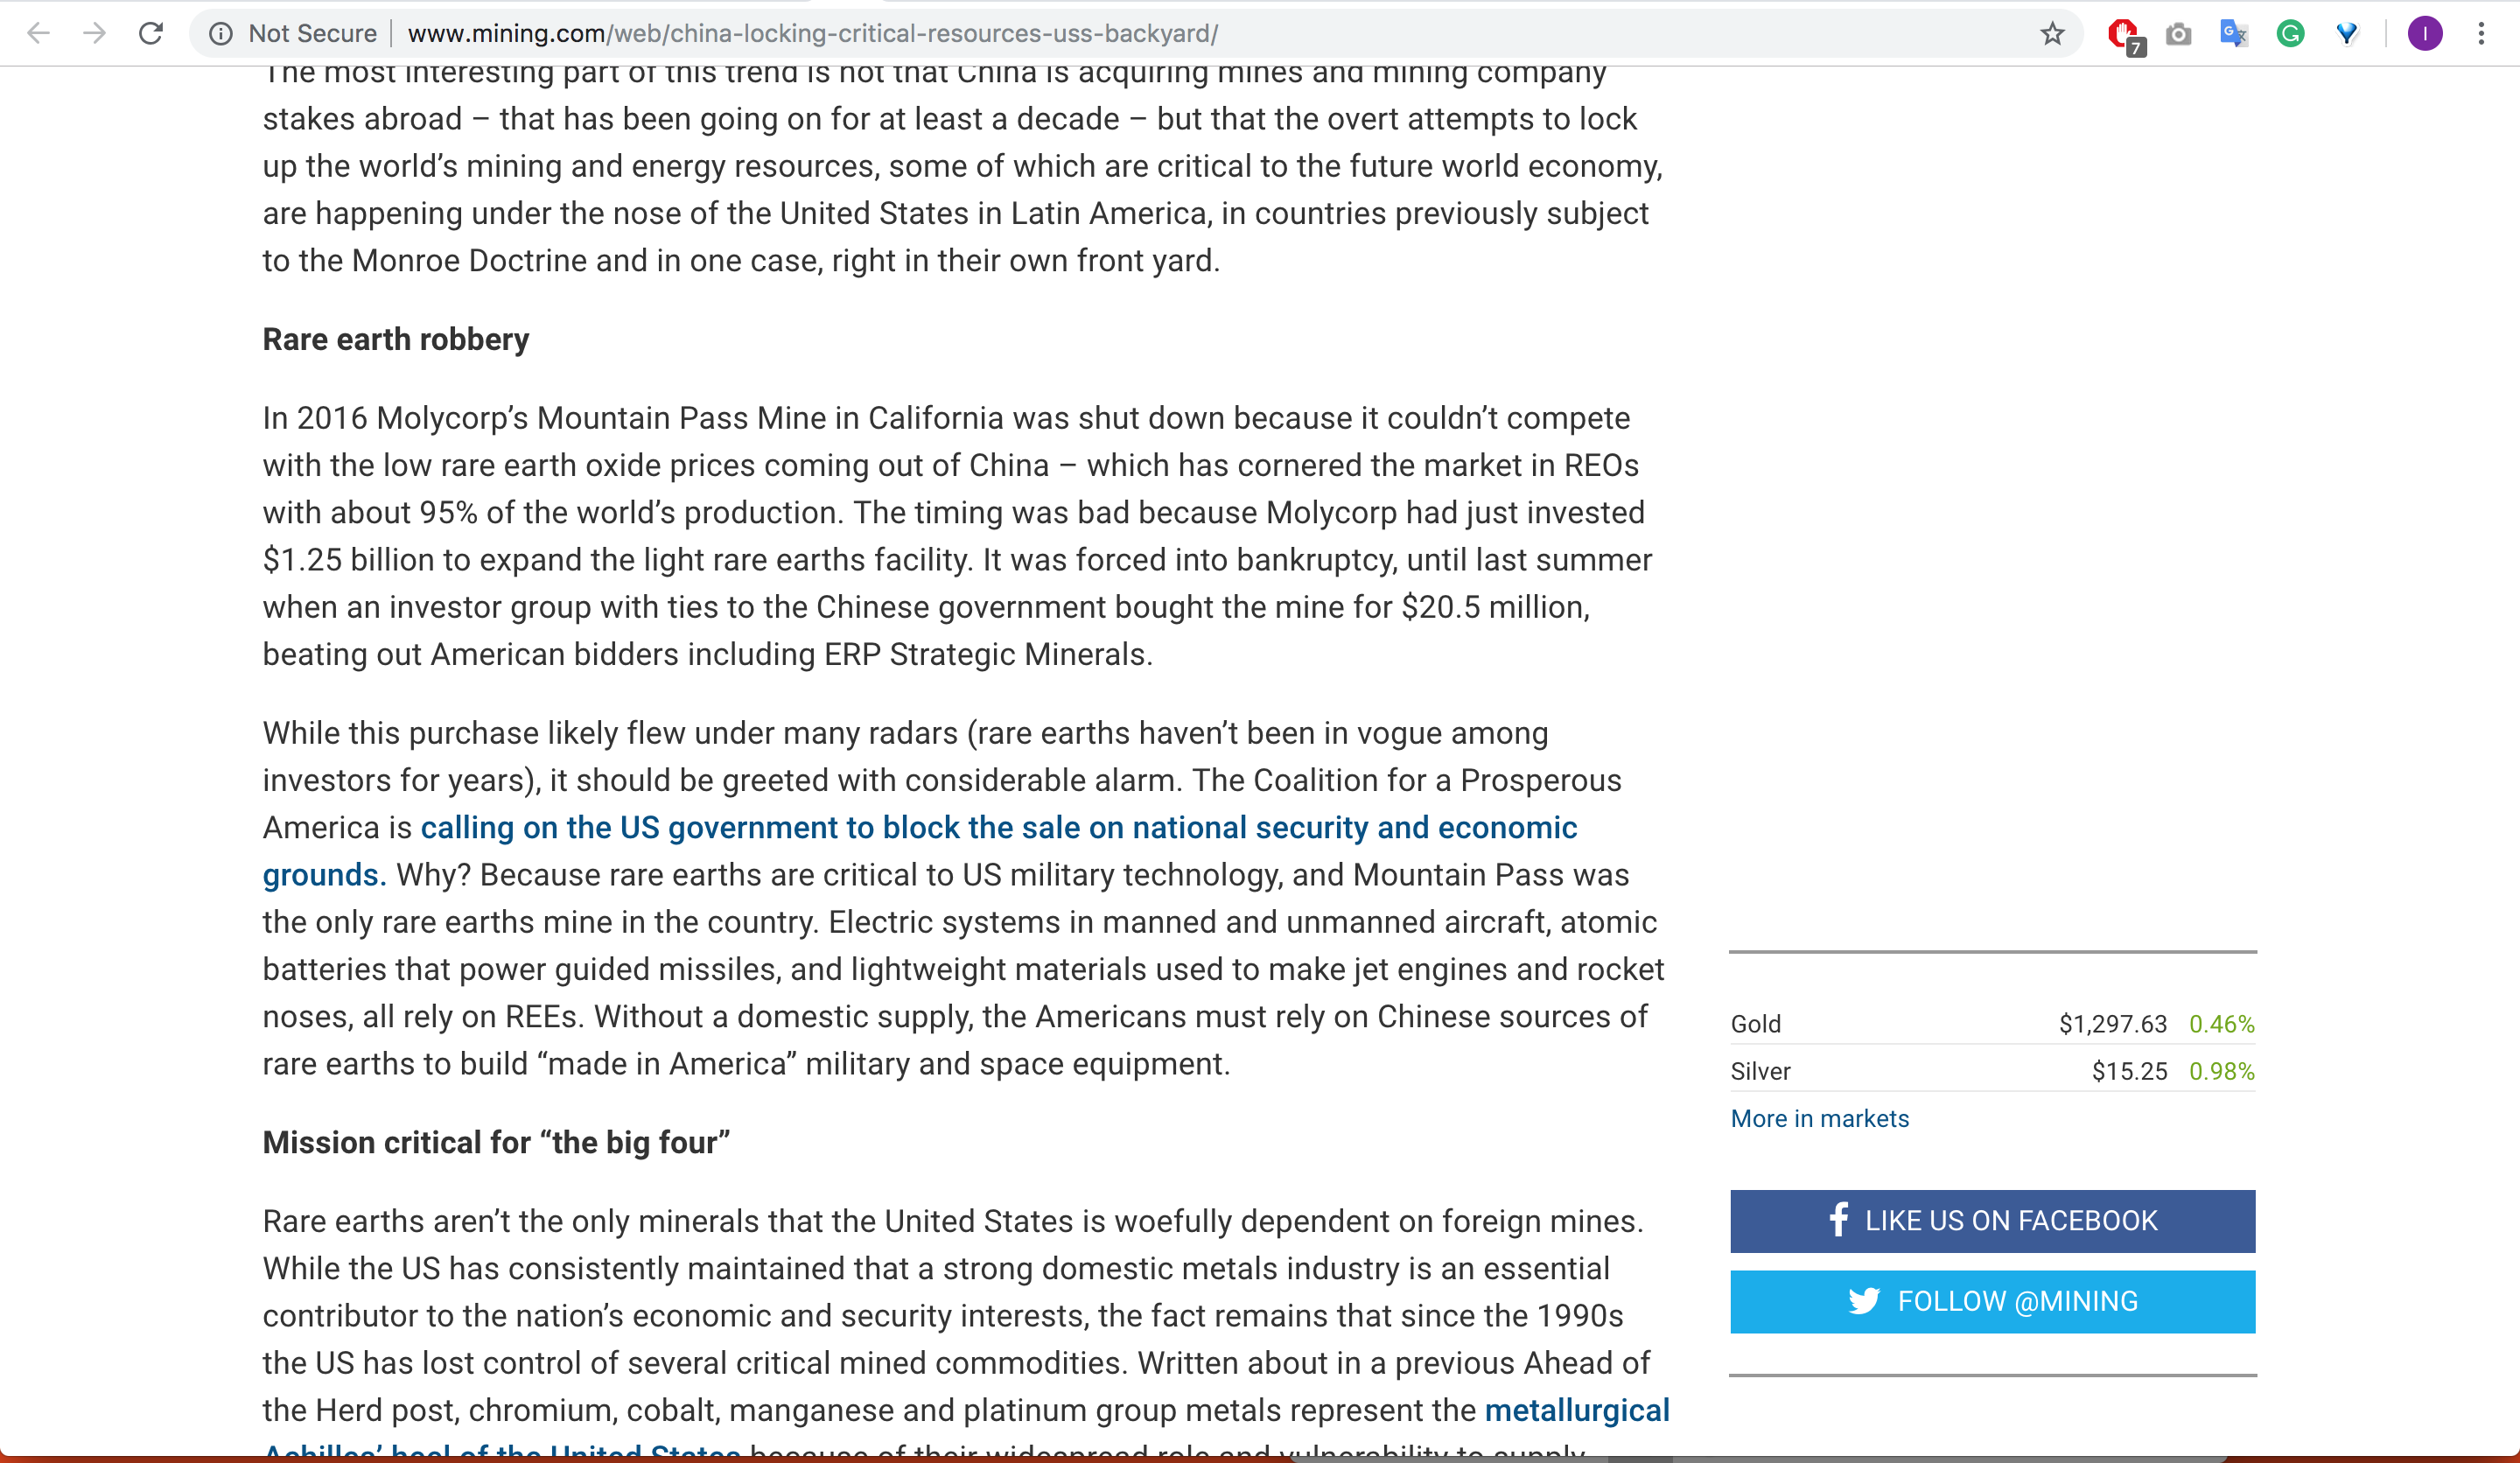 Not Secure | www.mining.com/web/china-locking-critical-resources-uss-backyard/
7
G
I
The most interesting part of this trend is not that China is acquiring mines and mining company
stakes abroad – that has been going on for at least a decade – but that the overt attempts to lock
up the world’s mining and energy resources, some of which are critical to the future world economy,
are happening under the nose of the United States in Latin America, in countries previously subject
to the Monroe Doctrine and in one case, right in their own front yard.
Rare earth robbery
In 2016 Molycorp’s Mountain Pass Mine in California was shut down because it couldn’t compete
with the low rare earth oxide prices coming out of China – which has cornered the market in REOs
with about 95% of the world’s production. The timing was bad because Molycorp had just invested
$1.25 billion to expand the light rare earths facility. It was forced into bankruptcy, until last summer
when an investor group with ties to the Chinese government bought the mine for $20.5 million,
beating out American bidders including ERP Strategic Minerals.
While this purchase likely flew under many radars (rare earths haven’t been in vogue among
investors for years), it should be greeted with considerable alarm. The Coalition for a Prosperous
America is calling on the US government to block the sale on national security and economic
grounds. Why? Because rare earths are critical to US military technology, and Mountain Pass was
the only rare earths mine in the country. Electric systems in manned and unmanned aircraft, atomic
batteries that power guided missiles, and lightweight materials used to make jet engines and rocket
noses, all rely on REEs. Without a domestic supply, the Americans must rely on Chinese sources of
rare earths to build “made in America” military and space equipment.
Mission critical for “the big four”
Rare earths aren’t the only minerals that the United States is woefully dependent on foreign mines.
While the US has consistently maintained that a strong domestic metals industry is an essential
contributor to the nation’s economic and security interests, the fact remains that since the 1990s
the US has lost control of several critical mined commodities. Written about in a previous Ahead of
the Herd post, chromium, cobalt, manganese and platinum group metals represent the metallurgical
Achilles’ heel of the United States because of their widespread role and vulnerability to supply
Gold $1,297.63 0.46%
Silver $15.25 0.98%
More in markets
LIKE US ON FACEBOOK
FOLLOW @MINING